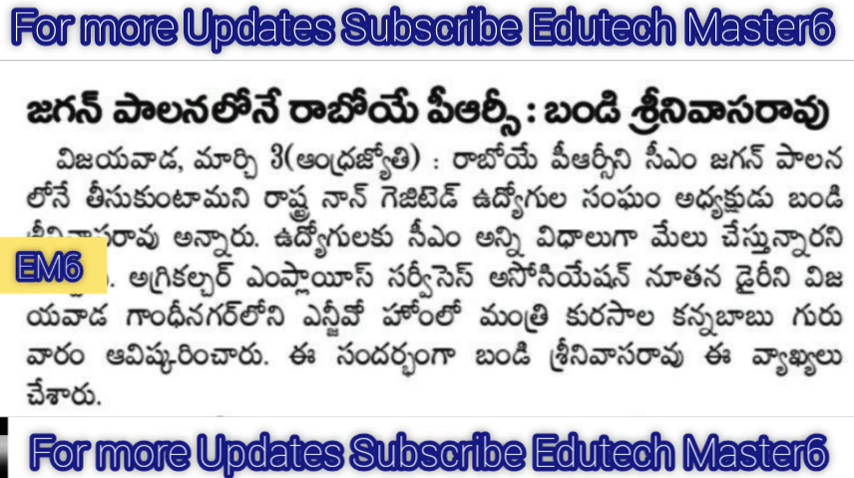 For more Updates Subscribe Edutech Master6
జగన్ పాలనలోనే రాబోయే పీఆర్సీ : బండి శ్రీనివాసరావు
విజయవాడ, మార్చి 3(ఆంధ్రజ్యోతి) : రాబోయే పీఆర్సీని సీఎం జగన్ పాలన
లోనే తీసుకుంటామని రాష్ట్ర నాన్ గెజిటెడ్ ఉద్యోగుల సంఘం అధ్యక్షుడు బండి
శ్రీనివాసరావు అన్నారు. ఉద్యోగులకు సీఎం అన్ని విధాలుగా మేలు చేస్తున్నారని
EM6 . అగ్రికల్చర్ ఎంప్లాయీస్ సర్వీసెస్ అసోసియేషన్ నూతన డైరీని విజ
యవాడ గాంధీనగర్‌లోని ఎన్జీవో హోంలో మంత్రి కురసాల కన్నబాబు గురు
వారం ఆవిష్కరించారు. ఈ సందర్భంగా బండి శ్రీనివాసరావు ఈ వ్యాఖ్యలు
చేశారు.
For more Updates Subscribe Edutech Master6